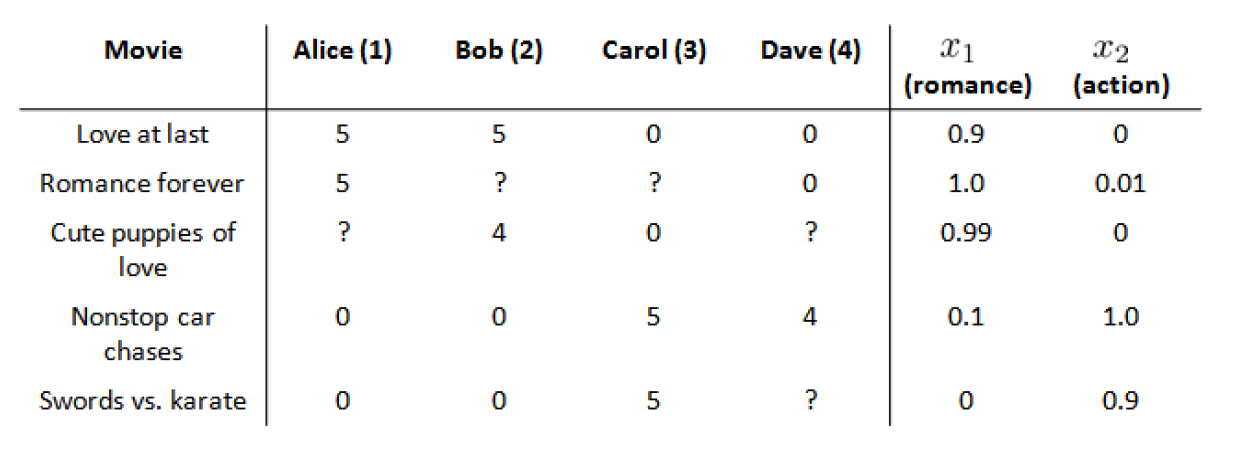 Movie Alice (1) Bob (2) Carol (3) Dave (4) x₁ x₂
(romance) (action)
Love at last 5 5 0 0 0.9 0
Romance forever 5 ? ? 0 1.0 0.01
Cute puppies of ? 4 0 ? 0.99 0
love
Nonstop car 0 0 5 4 0.1 1.0
chases
Swords vs. karate 0 0 5 ? 0 0.9